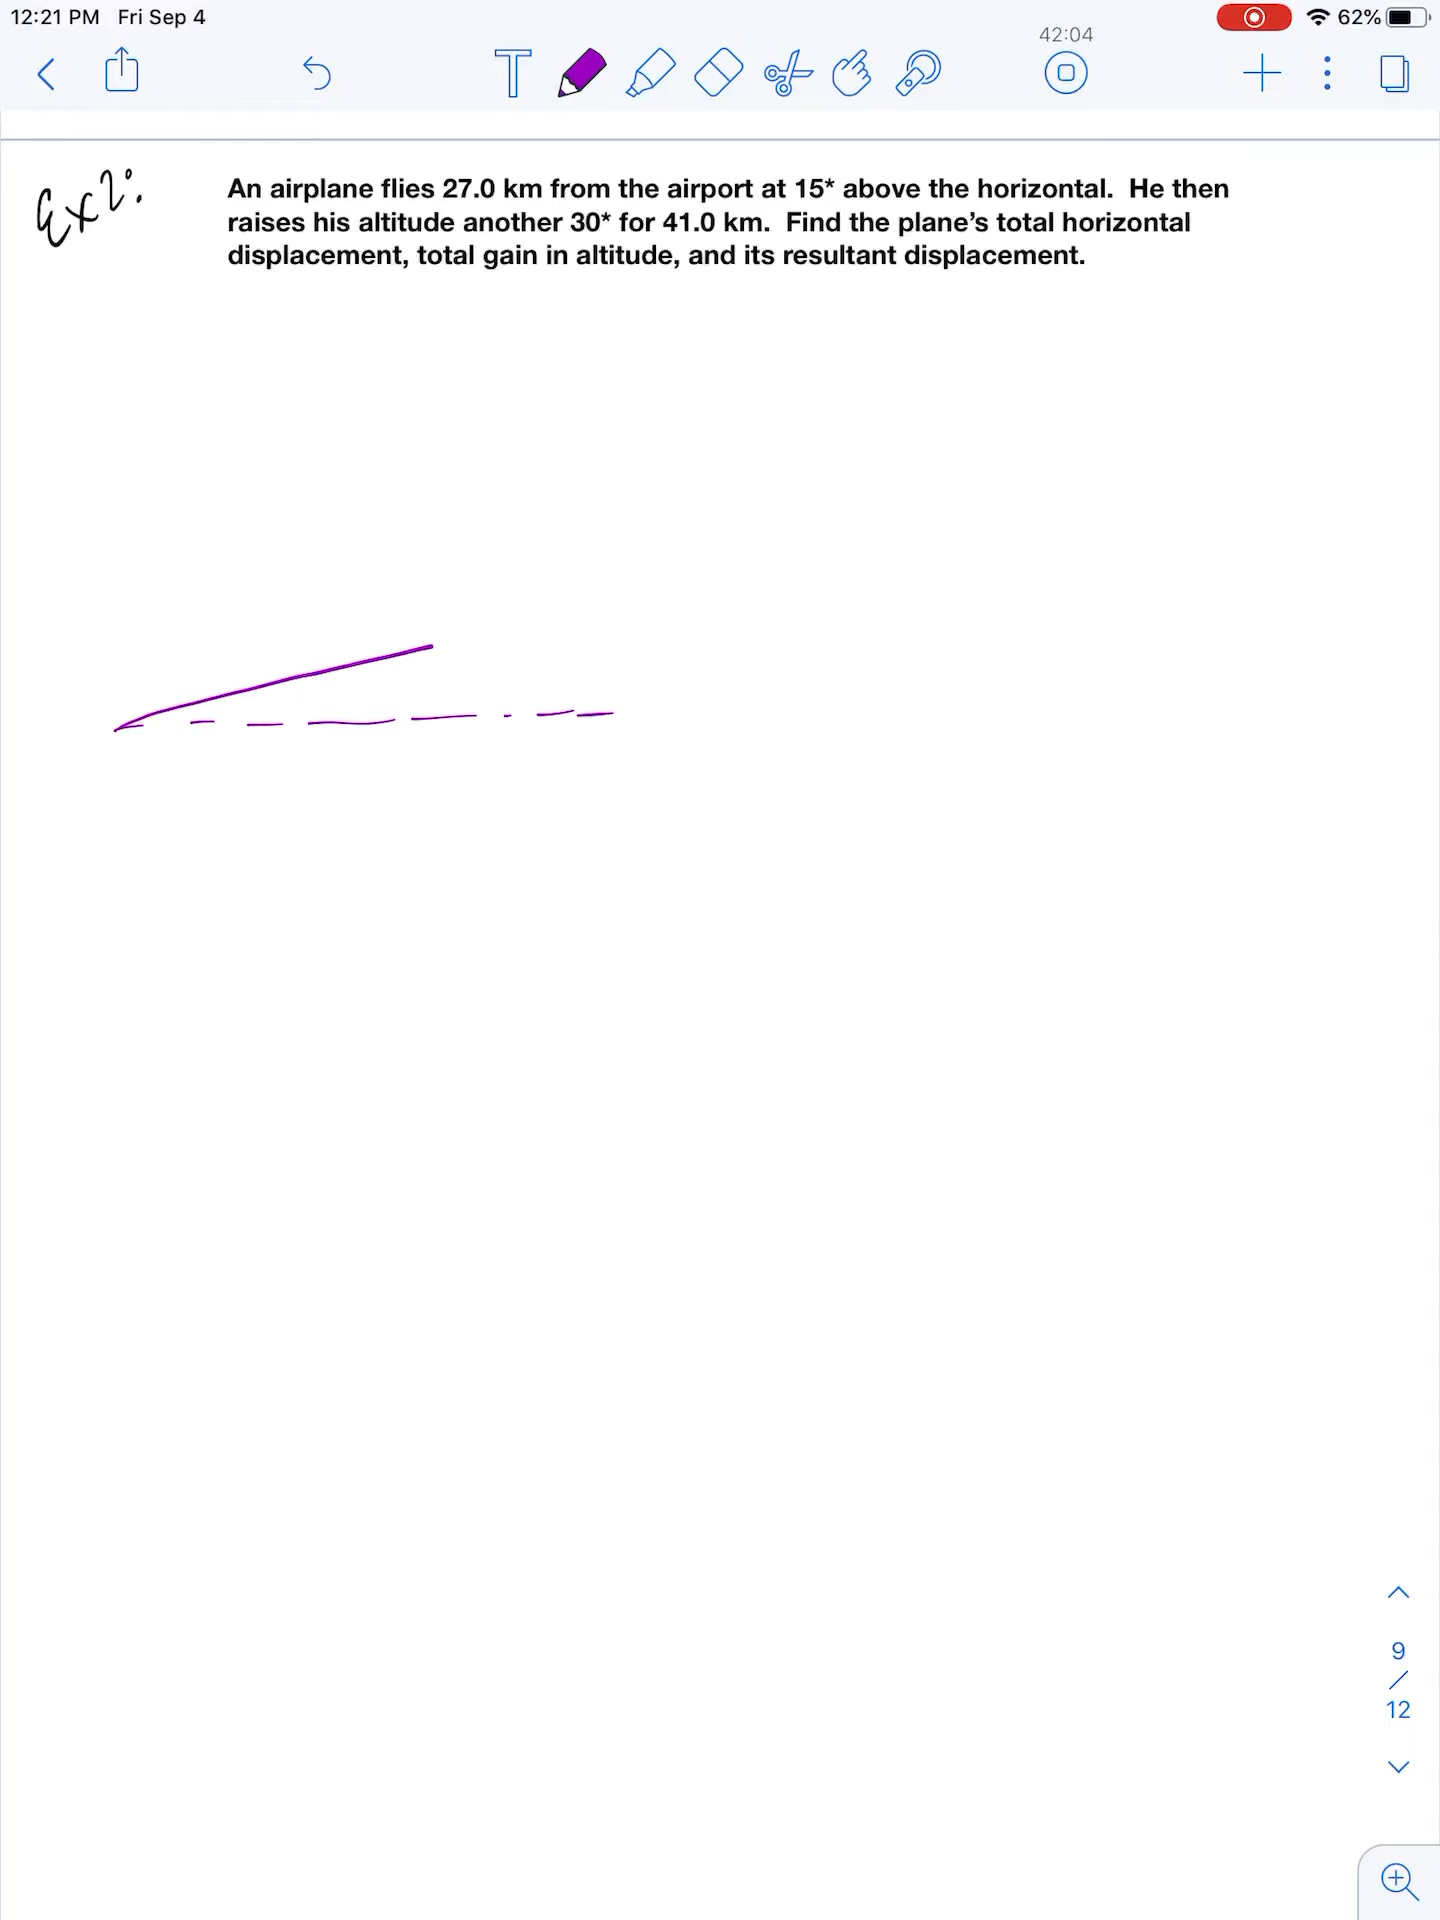 12:21 PM Fri Sep 4
62%
42:04
T
Ex2:
An airplane flies 27.0 km from the airport at 15* above the horizontal. He then
raises his altitude another 30* for 41.0 km. Find the plane’s total horizontal
displacement, total gain in altitude, and its resultant displacement.
9
/
12